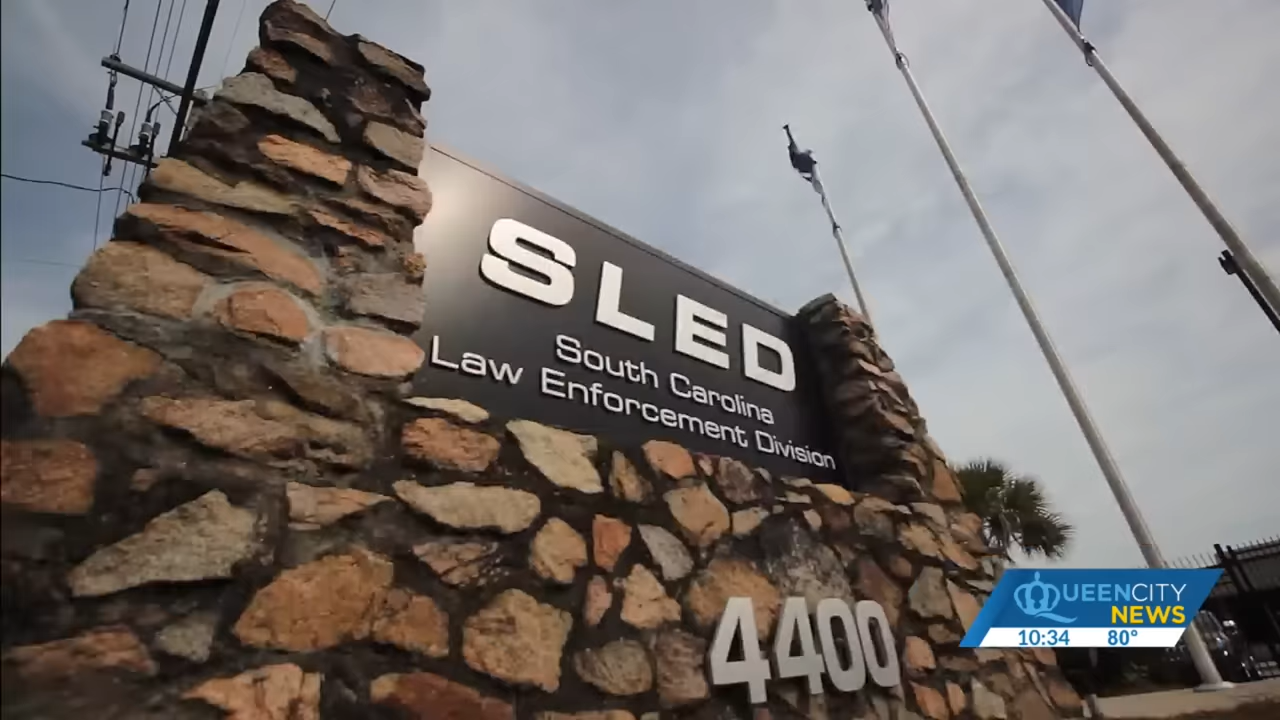 SLED
South Carolina
Law Enforcement Division
4400
QUEENCITY
NEWS
10:34 80°